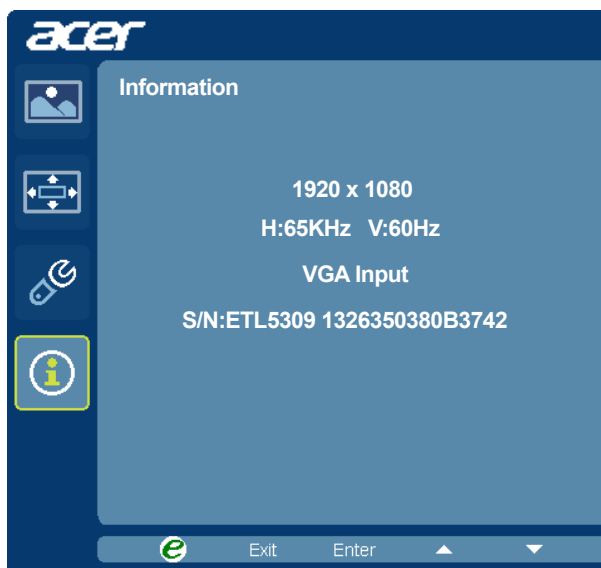 acer
Information
1920 x 1080
H:65KHz V:60Hz
VGA Input
S/N:ETL5309 1326350380B3742
e Exit Enter